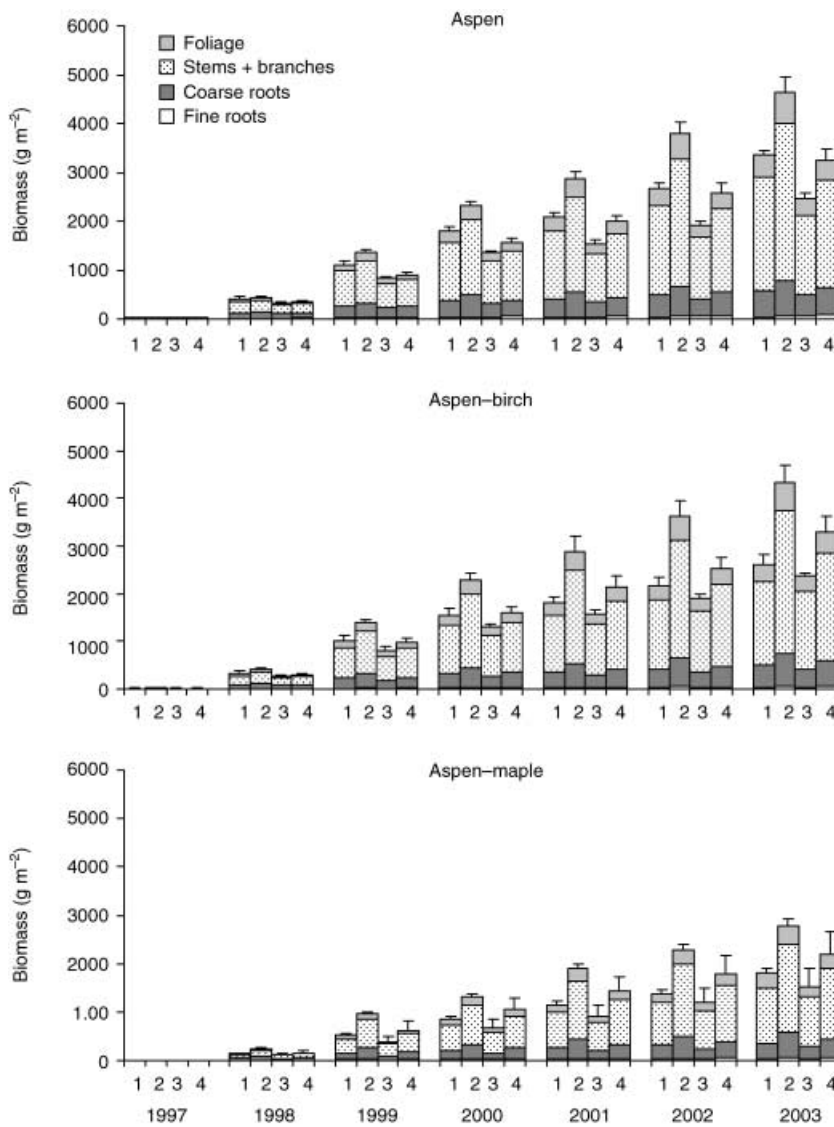 Aspen
6000
5000
4000
3000
2000
1000
0
Biomass (g m⁻²)
Foliage
Stems + branches
Coarse roots
Fine roots
1 2 3 4 1 2 3 4 1 2 3 4 1 2 3 4 1 2 3 4 1 2 3 4 1 2 3 4
Aspen–birch
6000
5000
4000
3000
2000
1000
0
Biomass (g m⁻²)
1 2 3 4 1 2 3 4 1 2 3 4 1 2 3 4 1 2 3 4 1 2 3 4 1 2 3 4
Aspen–maple
6000
5000
4000
3000
2000
1.00
0
Biomass (g m⁻²)
1 2 3 4 1 2 3 4 1 2 3 4 1 2 3 4 1 2 3 4 1 2 3 4 1 2 3 4
1997 1998 1999 2000 2001 2002 2003